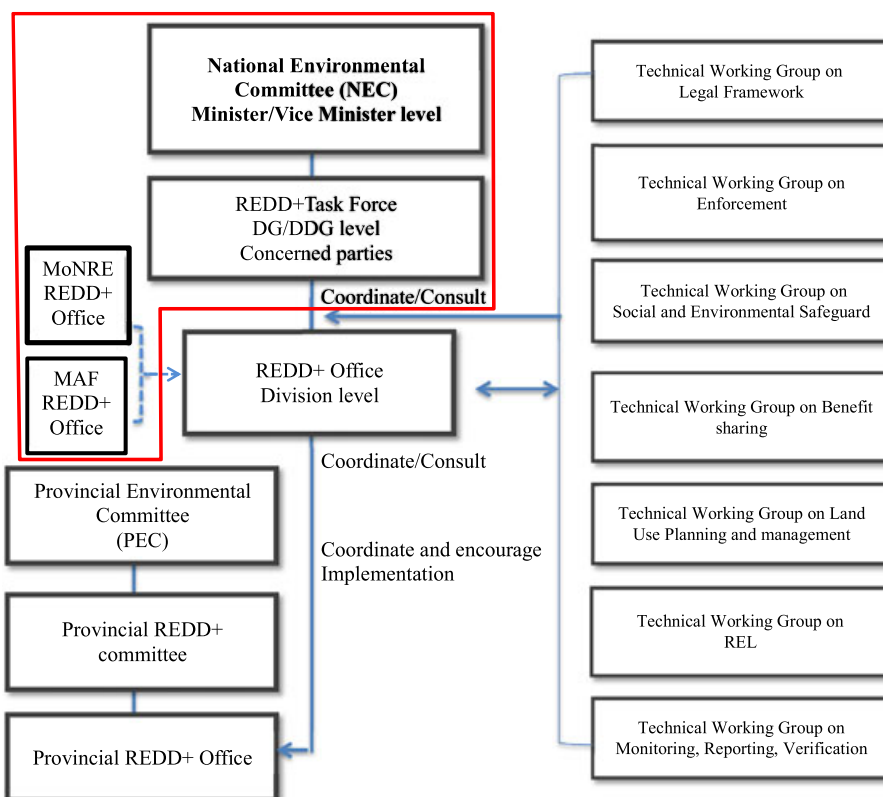 National Environmental
Committee (NEC)
Minister/Vice Minister level
REDD+Task Force
DG/DDG level
Concerned parties
MoNRE
REDD+
Office
Coordinate/Consult
MAF
REDD+
Office
REDD+ Office
Division level
Coordinate/Consult
Coordinate and encourage
Implementation
Provincial Environmental
Committee
(PEC)
Provincial REDD+
committee
Provincial REDD+ Office
Technical Working Group on
Legal Framework
Technical Working Group on
Enforcement
Technical Working Group on
Social and Environmental Safeguard
Technical Working Group on Benefit
sharing
Technical Working Group on Land
Use Planning and management
Technical Working Group on
REL
Technical Working Group on
Monitoring, Reporting, Verification